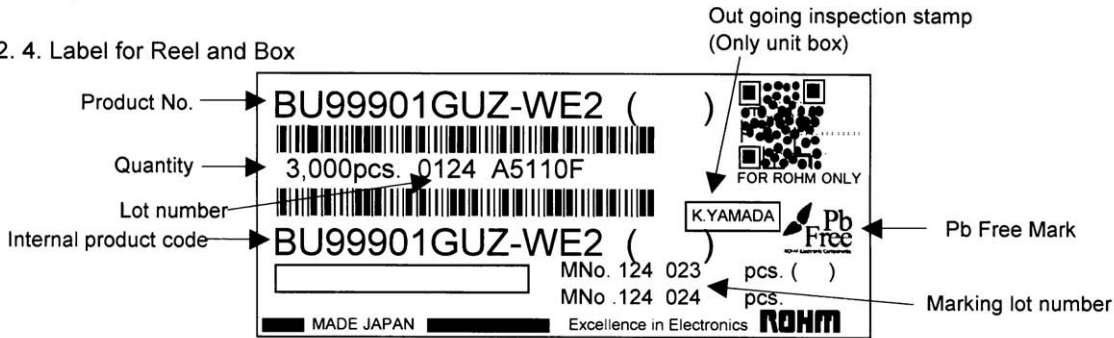 Out going inspection stamp
(Only unit box)
2. 4. Label for Reel and Box
Product No.
BU99901GUZ-WE2 ( )
Quantity
3,000pcs. 0124 A5110F
FOR ROHM ONLY
Lot number
K.YAMADA
Pb Free
Pb Free Mark
Internal product code
BU99901GUZ-WE2 ( )
MNo. 124 023 pcs. ( )
MNo .124 024 pcs.
Marking lot number
MADE JAPAN
Excellence in Electronics ROHM